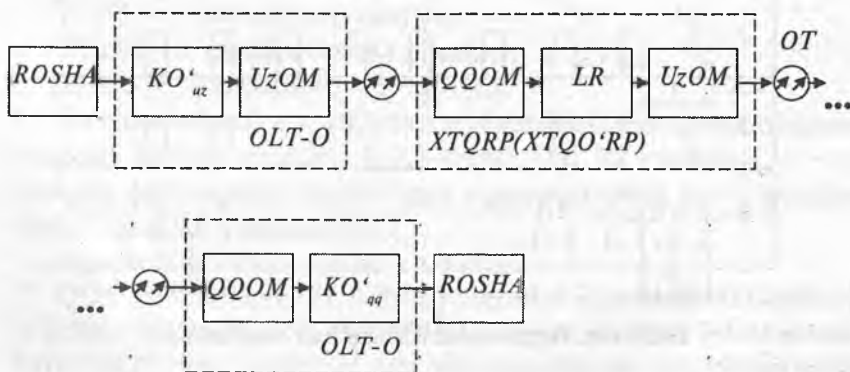 OT
ROSHA KO‘uz UzOM QQOM LR UzOM
...
OLT-O XTQRP(XTQO‘RP)
QQOM KO‘qq ROSHA
...
OLT-O